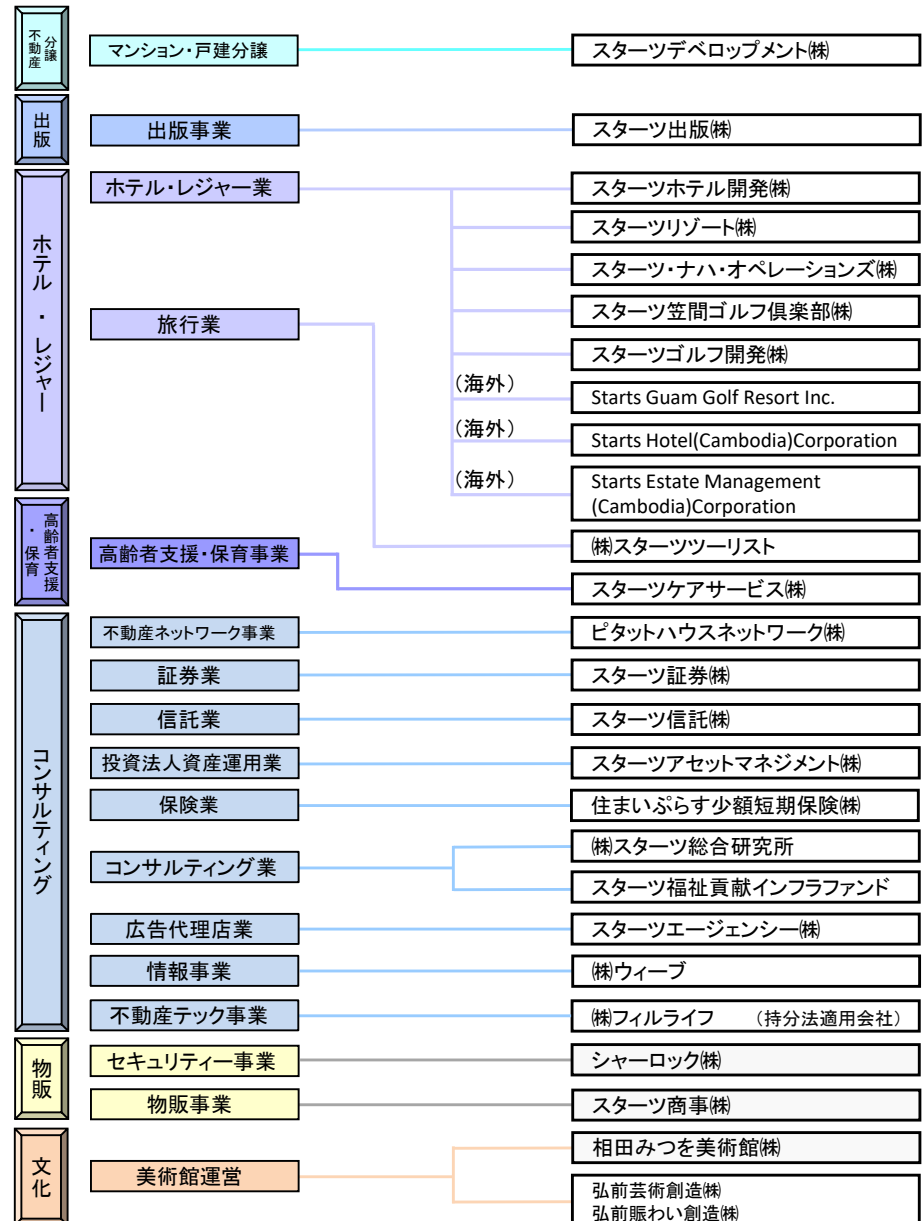 不動産
分譲
マンション・戸建分譲
スターツデベロップメント㈱
出版
出版事業
スターツ出版㈱
ホテル・レジャー
ホテル・レジャー業
スターツホテル開発㈱
スターツリゾート㈱
スターツ・ナハ・オペレーションズ㈱
スターツ笠間ゴルフ倶楽部㈱
スターツゴルフ開発㈱
(海外)
Starts Guam Golf Resort Inc.
(海外)
Starts Hotel(Cambodia)Corporation
(海外)
Starts Estate Management
(Cambodia)Corporation
旅行業
㈱スターツツーリスト
高齢者支援
・保育
高齢者支援・保育事業
スターツケアサービス㈱
コンサルティング
不動産ネットワーク事業
ピタットハウスネットワーク㈱
証券業
スターツ証券㈱
信託業
スターツ信託㈱
投資法人資産運用業
スターツアセットマネジメント㈱
保険業
住まいぷらす少額短期保険㈱
コンサルティング業
㈱スターツ総合研究所
スターツ福祉貢献インフラファンド
広告代理店業
スターツエージェンシー㈱
情報事業
㈱ウィーブ
不動産テック事業
㈱フィルライフ (持分法適用会社)
物販
セキュリティー事業
シャーロック㈱
物販事業
スターツ商事㈱
文化
美術館運営
相田みつを美術館㈱
弘前芸術創造㈱
弘前賑わい創造㈱